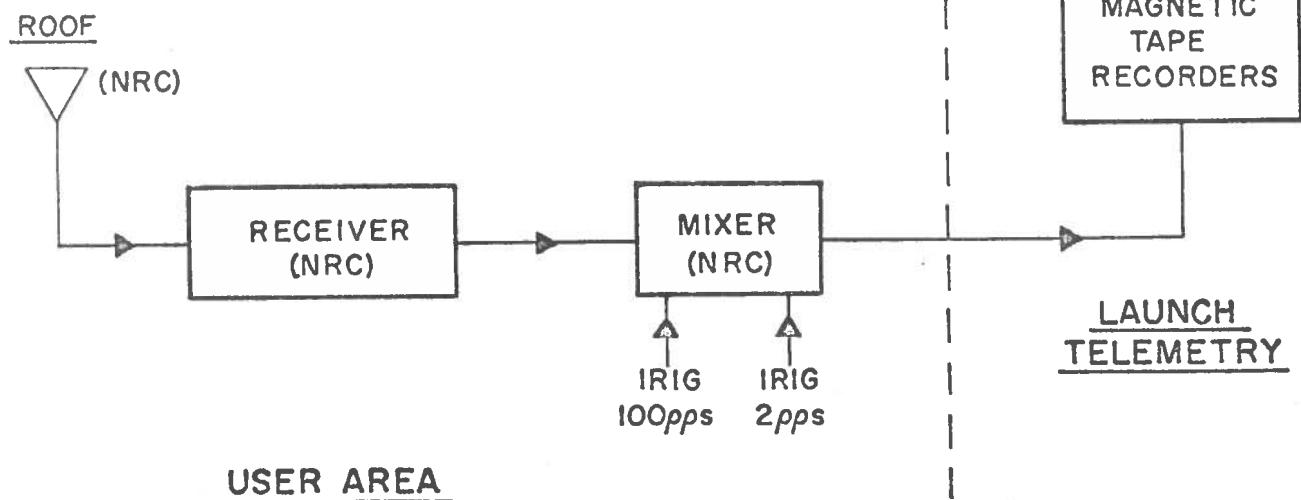 ROOF
(NRC)
RECEIVER
(NRC)
MIXER
(NRC)
IRIG
100pps
IRIG
2pps
USER AREA
MAGNETIC
TAPE
RECORDERS
LAUNCH
TELEMETRY